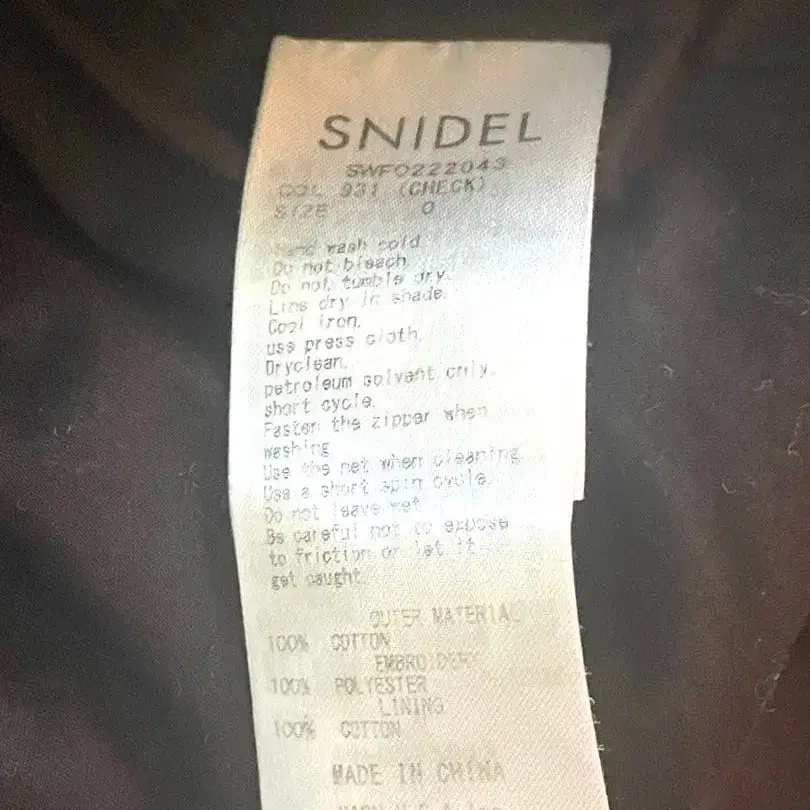 SNIDEL
SWFO222043
COL 931 (CHECK)
SIZE 0
Hand wash cold
Do not bleach
Do not tumble dry.
Line dry in shade.
Cool iron.
use press cloth.
Dryclean.
petroleum solvent only.
short cycle.
Fasten the zipper when
washing
Use the net when cleaning
Use a short spin cycle
Do not leave wet
Be careful not to expose
to friction or let it
get caught.
OUTER MATERIAL
100% COTTON
EMBROIDERY
100% POLYESTER
LINING
100% COTTON
MADE IN CHINA